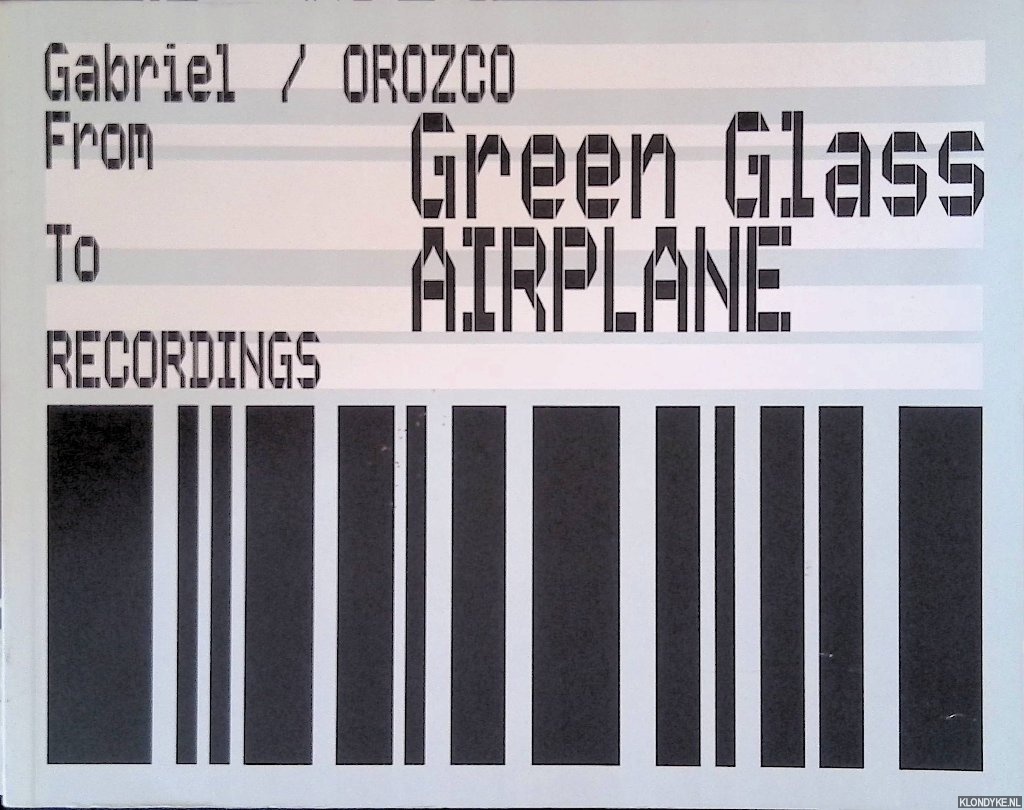 Gabriel / OROZCO
From
Green Glass
To
AIRPLANE
RECORDINGS
KLONDYKE.NL